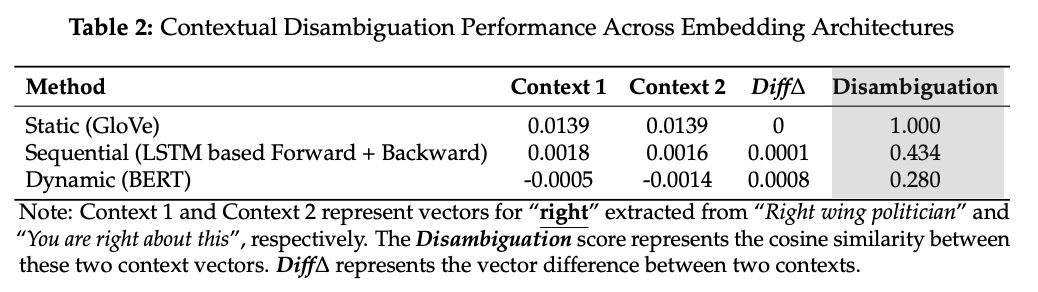 Table 2: Contextual Disambiguation Performance Across Embedding Architectures
Method Context 1 Context 2 DiffΔ Disambiguation
Static (GloVe) 0.0139 0.0139 0 1.000
Sequential (LSTM based Forward + Backward) 0.0018 0.0016 0.0001 0.434
Dynamic (BERT) -0.0005 -0.0014 0.0008 0.280
Note: Context 1 and Context 2 represent vectors for “right” extracted from “Right wing politician” and
“You are right about this”, respectively. The Disambiguation score represents the cosine similarity between
these two context vectors. DiffΔ represents the vector difference between two contexts.